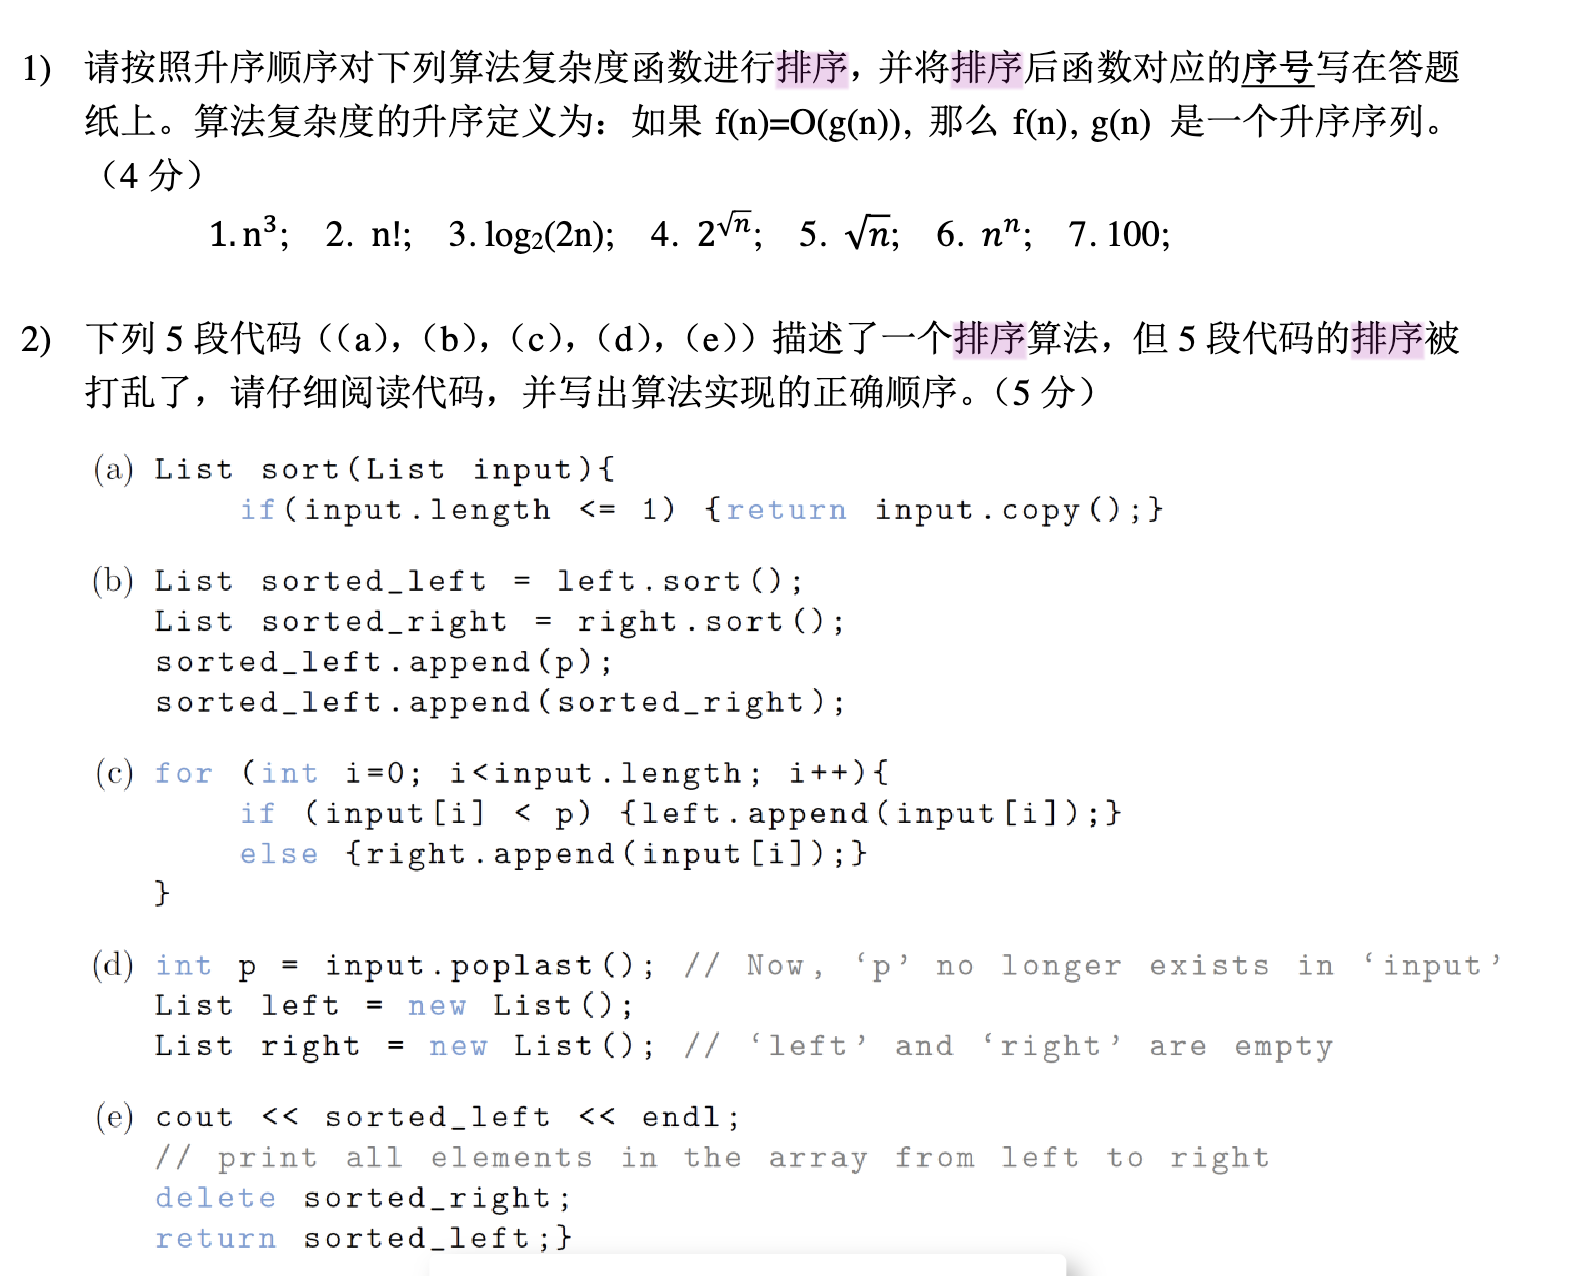 1) 请按照升序顺序对下列算法复杂度函数进行排序，并将排序后函数对应的序号写在答题
纸上。算法复杂度的升序定义为：如果 f(n)=O(g(n)), 那么 f(n), g(n) 是一个升序序列。
（4 分）
1. n³; 2. n!; 3. log₂(2n); 4. 2^√n; 5. √n; 6. nⁿ; 7. 100;
2) 下列 5 段代码（（a），（b），（c），（d），（e））描述了一个排序算法，但 5 段代码的排序被
打乱了，请仔细阅读代码，并写出算法实现的正确顺序。（5 分）
(a) List sort(List input){
if(input.length <= 1) {return input.copy();}
(b) List sorted_left = left.sort();
List sorted_right = right.sort();
sorted_left.append(p);
sorted_left.append(sorted_right);
(c) for (int i=0; i<input.length; i++){
if (input[i] < p) {left.append(input[i]);}
else {right.append(input[i]);}
}
(d) int p = input.poplast(); // Now, ‘p’ no longer exists in ‘input’
List left = new List();
List right = new List(); // ‘left’ and ‘right’ are empty
(e) cout << sorted_left << endl;
// print all elements in the array from left to right
delete sorted_right;
return sorted_left;}